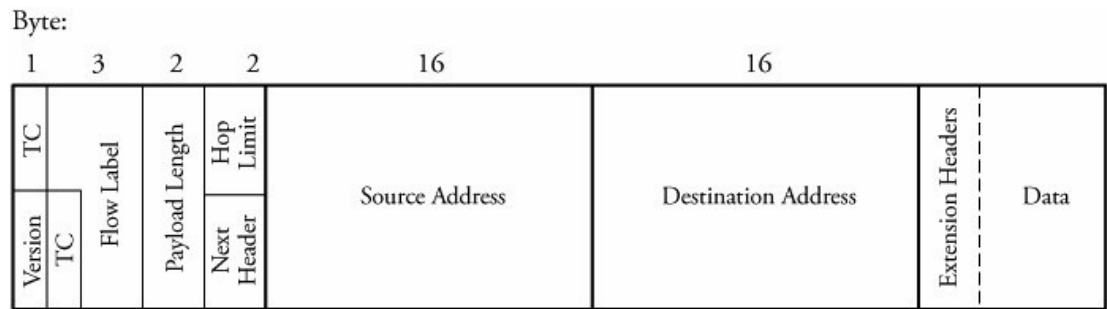 Byte:
1 3 2 2 16 16
TC
Version
TC
Flow Label
Payload Length
Hop
Limit
Next
Header
Source Address
Destination Address
Extension Headers
Data